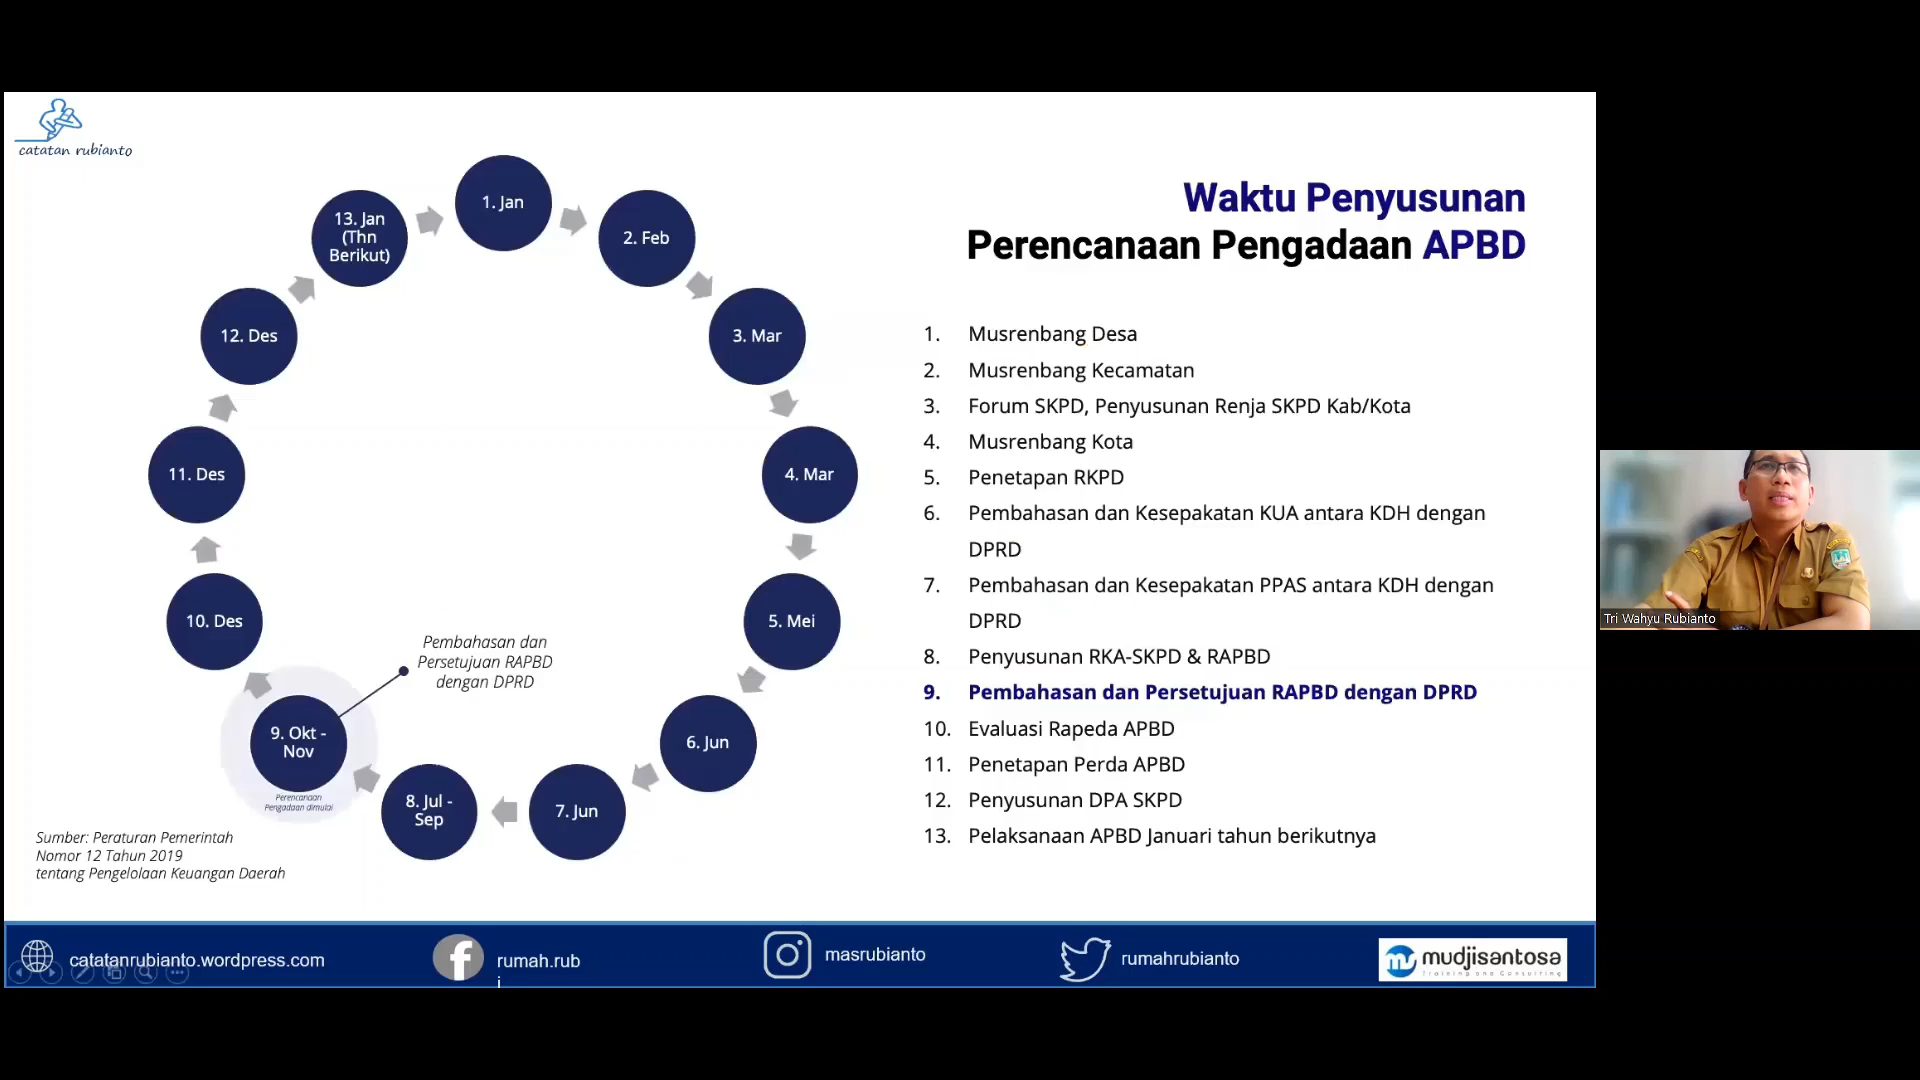 catatan rubianto
1. Jan
2. Feb
3. Mar
4. Mar
5. Mei
6. Jun
7. Jun
8. Jul -
Sep
9. Okt -
Nov
Perencanaan
Pengadaan dimulai
10. Des
11. Des
12. Des
13. Jan
(Thn
Berikut)
Pembahasan dan
Persetujuan RAPBD
dengan DPRD
Sumber: Peraturan Pemerintah
Nomor 12 Tahun 2019
tentang Pengelolaan Keuangan Daerah
Waktu Penyusunan
Perencanaan Pengadaan APBD
1. Musrenbang Desa
2. Musrenbang Kecamatan
3. Forum SKPD, Penyusunan Renja SKPD Kab/Kota
4. Musrenbang Kota
5. Penetapan RKPD
6. Pembahasan dan Kesepakatan KUA antara KDH dengan
DPRD
7. Pembahasan dan Kesepakatan PPAS antara KDH dengan
DPRD
8. Penyusunan RKA-SKPD & RAPBD
9. Pembahasan dan Persetujuan RAPBD dengan DPRD
10. Evaluasi Rapeda APBD
11. Penetapan Perda APBD
12. Penyusunan DPA SKPD
13. Pelaksanaan APBD Januari tahun berikutnya
Tri Wahyu Rubianto
catatanrubianto.wordpress.com
rumah.rub
i
masrubianto
rumahrubianto
mudjisantosa
Training and Consulting